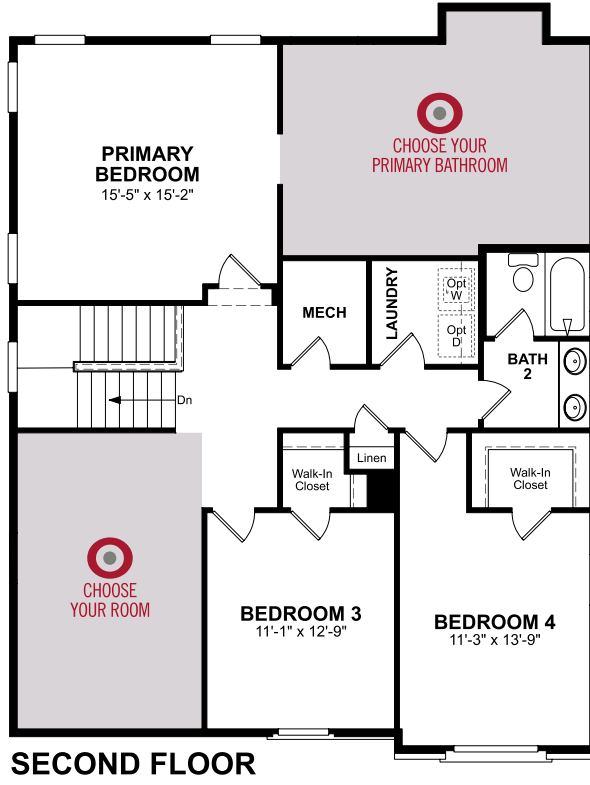 CHOOSE YOUR
PRIMARY BATHROOM
PRIMARY
BEDROOM
15'-5" x 15'-2"
MECH
LAUNDRY
Opt
W
Opt
D
BATH
2
Dn
Linen
Walk-In
Closet
Walk-In
Closet
CHOOSE
YOUR ROOM
BEDROOM 3
11'-1" x 12'-9"
BEDROOM 4
11'-3" x 13'-9"
SECOND FLOOR